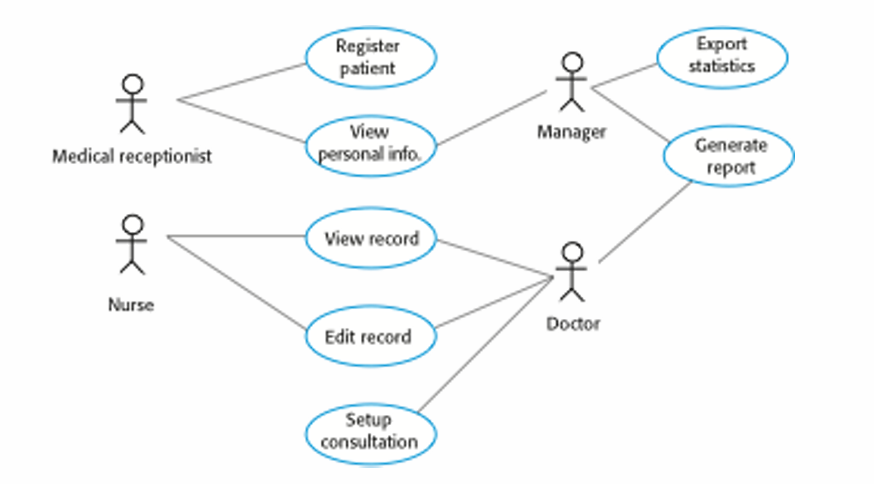 Register
patient
Export
statistics
View
personal info.
Manager
Medical receptionist
Generate
report
View record
Nurse
Doctor
Edit record
Setup
consultation